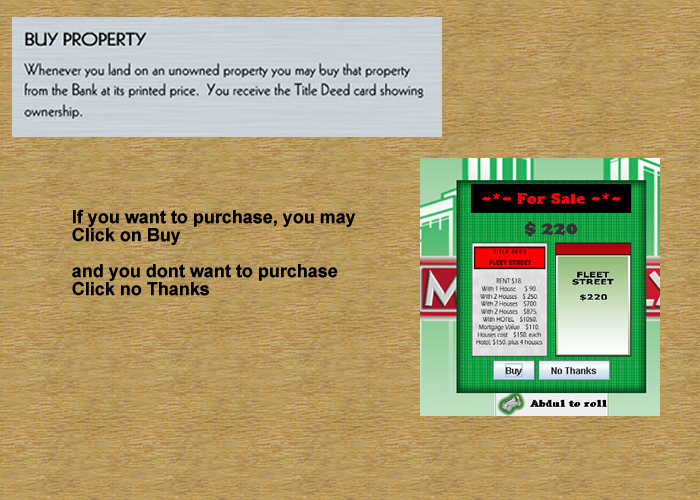 BUY PROPERTY
Whenever you land on an unowned property you may buy that property
from the Bank at its printed price. You receive the Title Deed card showing
ownership.
If you want to purchase, you may
Click on Buy
and you dont want to purchase
Click no Thanks
~*~ For Sale ~*~
$ 220
TITLE DEED
FLEET STREET
RENT $18.
With 1 House $ 90.
With 2 Houses $ 250.
With 2 Houses $700.
With 2 Houses $875.
With HOTEL $1050.
Mortgage Value $110.
Houses cost $150. each
Hotel, $150. plus 4 houses
FLEET
STREET
$220
M
Y
Buy
No Thanks
Abdul to roll